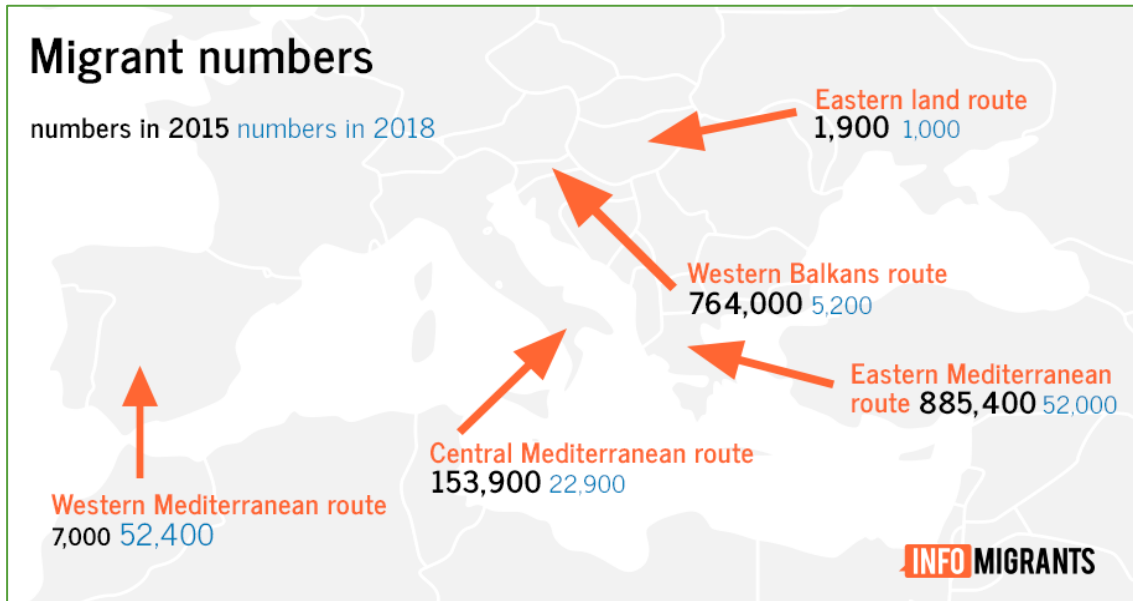 Migrant numbers
numbers in 2015 numbers in 2018
Eastern land route
1,900 1,000
Western Balkans route
764,000 5,200
Eastern Mediterranean
route 885,400 52,000
Central Mediterranean route
153,900 22,900
Western Mediterranean route
7,000 52,400
INFOMIGRANTS